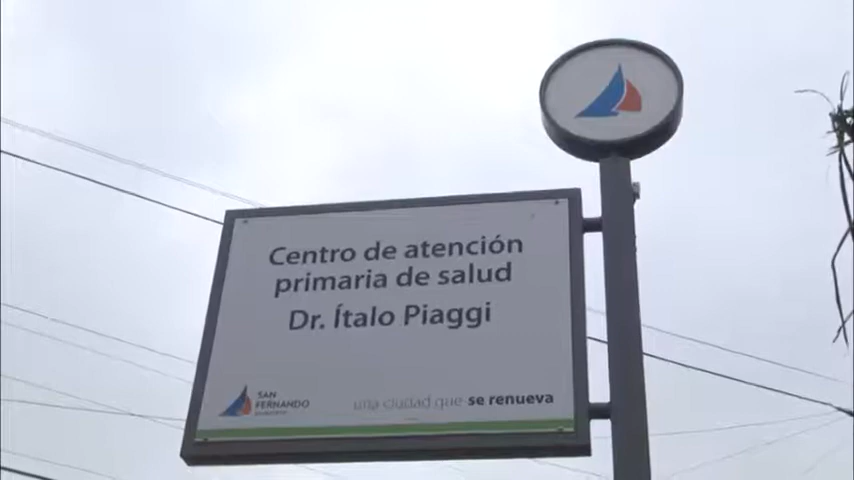 Centro de atención
primaria de salud
Dr. Ítalo Piaggi
SAN
FERNANDO
una ciudad que se renueva